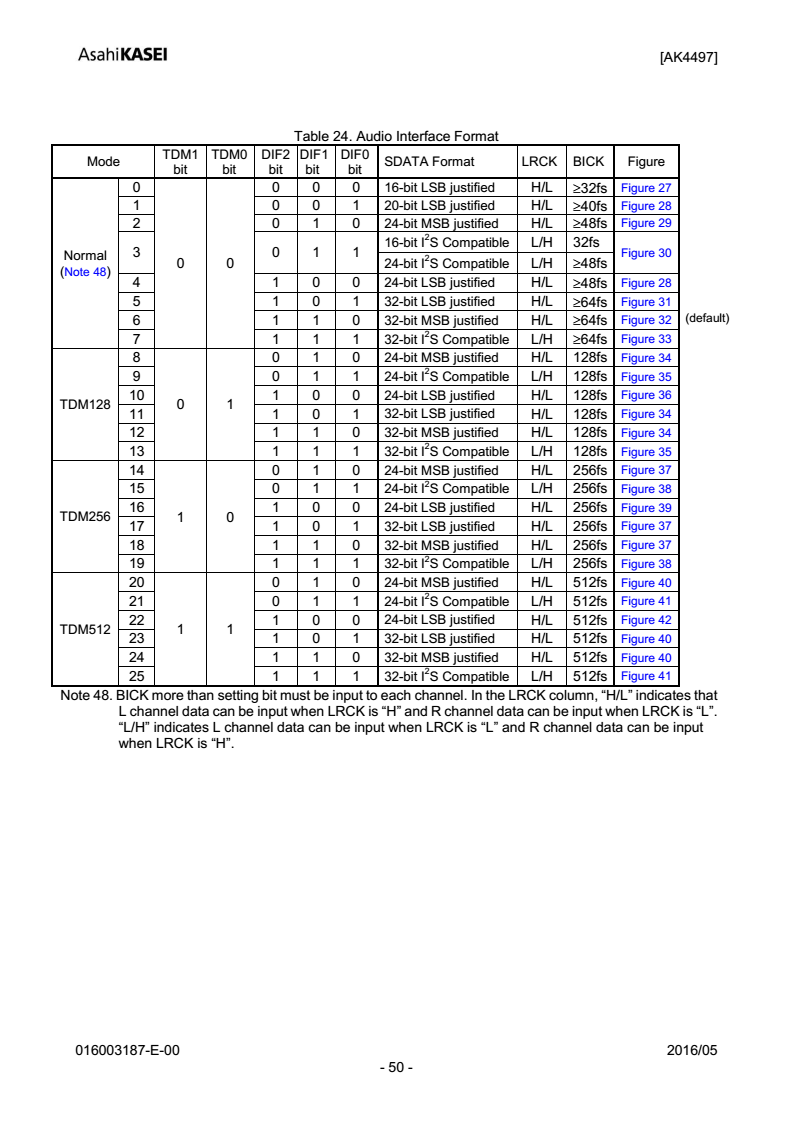 AsahiKASEI
[AK4497]
Table 24. Audio Interface Format
Mode TDM1 bit TDM0 bit DIF2 bit DIF1 bit DIF0 bit SDATA Format LRCK BICK Figure
Normal (Note 48) 0 0 0 0 0 0 16-bit LSB justified H/L ≥32fs Figure 27
1 0 0 1 20-bit LSB justified H/L ≥40fs Figure 28
2 0 1 0 24-bit MSB justified H/L ≥48fs Figure 29
3 0 1 1 16-bit I²S Compatible L/H 32fs Figure 30
24-bit I²S Compatible L/H ≥48fs
4 1 0 0 24-bit LSB justified H/L ≥48fs Figure 28
5 1 0 1 32-bit LSB justified H/L ≥64fs Figure 31
6 1 1 0 32-bit MSB justified H/L ≥64fs Figure 32 (default)
7 1 1 1 32-bit I²S Compatible L/H ≥64fs Figure 33
TDM128 8 0 1 0 1 0 24-bit MSB justified H/L 128fs Figure 34
9 0 1 1 24-bit I²S Compatible L/H 128fs Figure 35
10 1 0 0 24-bit LSB justified H/L 128fs Figure 36
11 1 0 1 32-bit LSB justified H/L 128fs Figure 34
12 1 1 0 32-bit MSB justified H/L 128fs Figure 34
13 1 1 1 32-bit I²S Compatible L/H 128fs Figure 35
TDM256 14 1 0 0 1 0 24-bit MSB justified H/L 256fs Figure 37
15 0 1 1 24-bit I²S Compatible L/H 256fs Figure 38
16 1 0 0 24-bit LSB justified H/L 256fs Figure 39
17 1 0 1 32-bit LSB justified H/L 256fs Figure 37
18 1 1 0 32-bit MSB justified H/L 256fs Figure 37
19 1 1 1 32-bit I²S Compatible L/H 256fs Figure 38
TDM512 20 1 1 0 1 0 24-bit MSB justified H/L 512fs Figure 40
21 0 1 1 24-bit I²S Compatible L/H 512fs Figure 41
22 1 0 0 24-bit LSB justified H/L 512fs Figure 42
23 1 0 1 32-bit LSB justified H/L 512fs Figure 40
24 1 1 0 32-bit MSB justified H/L 512fs Figure 40
25 1 1 1 32-bit I²S Compatible L/H 512fs Figure 41
Note 48. BICK more than setting bit must be input to each channel. In the LRCK column, “H/L” indicates that
L channel data can be input when LRCK is “H” and R channel data can be input when LRCK is “L”.
“L/H” indicates L channel data can be input when LRCK is “L” and R channel data can be input
when LRCK is “H”.
016003187-E-00
2016/05
- 50 -